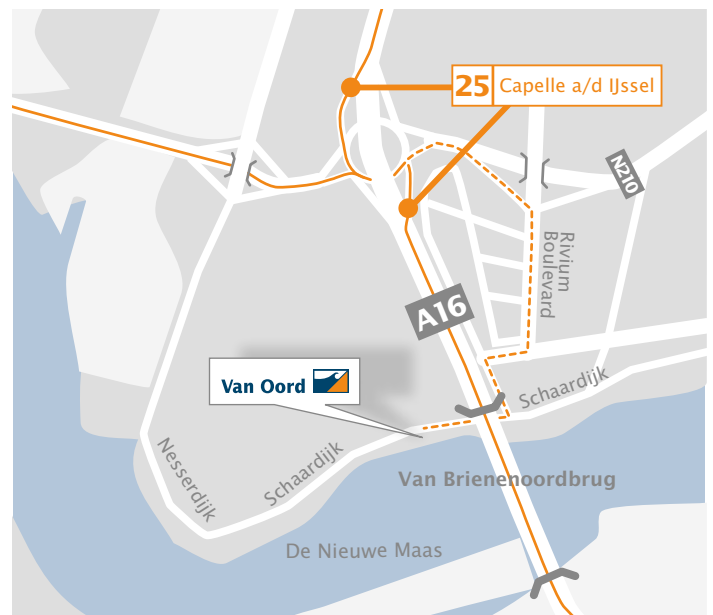 25 Capelle a/d IJssel
N210
Rivium
Boulevard
A16
Van Oord
Schaardijk
Nesserdijk
Schaardijk
Van Brienenoordbrug
De Nieuwe Maas